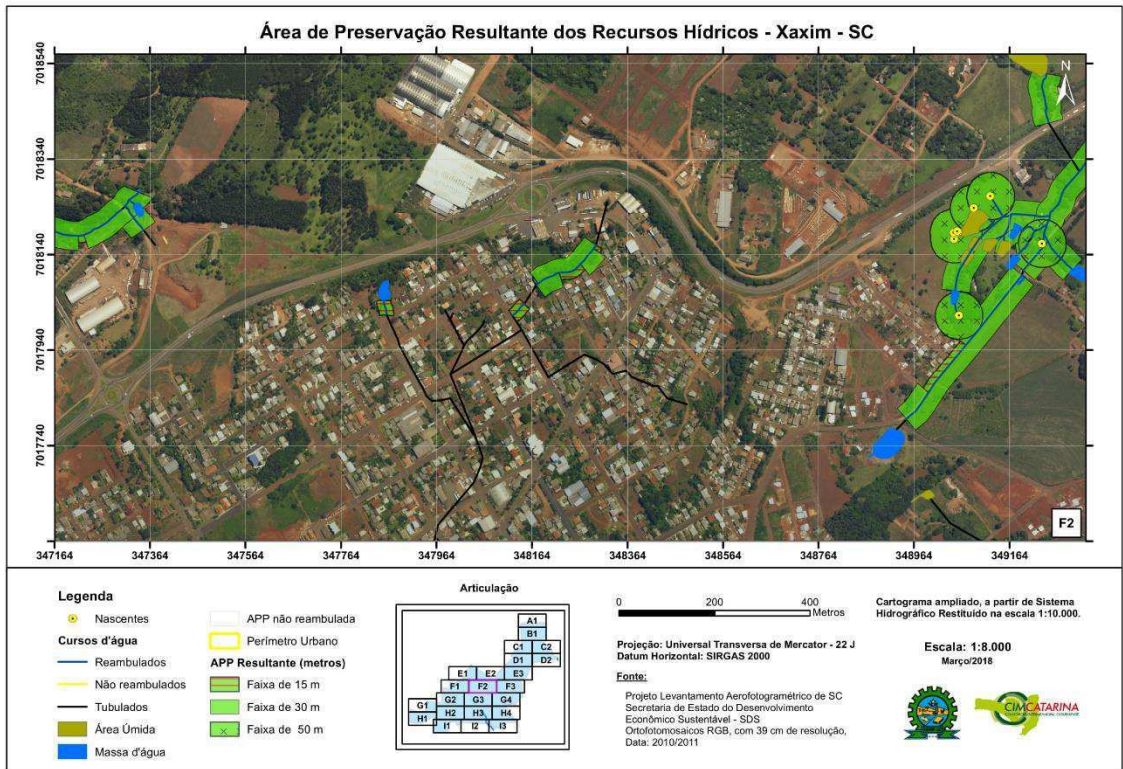 Área de Preservação Resultante dos Recursos Hídricos - Xaxim - SC
N
7018540
7018340
7018140
7017940
7017740
F2
347164 347364 347564 347764 347964 348164 348364 348564 348764 348964 349164
Legenda
Nascentes
Cursos d'água
Reambulados
Não reambulados
Tubulados
Área Úmida
Massa d'água
APP não reambulada
Perímetro Urbano
APP Resultante (metros)
Faixa de 15 m
Faixa de 30 m
Faixa de 50 m
Articulação
A1
B1
C1 C2
D1 D2
E1 E2 E3
F1 F2 F3
G1 G2 G3 G4
H1 H2 H3 H4
I1 I2 I3
0 200 400
Metros
Projeção: Universal Transversa de Mercator - 22 J
Datum Horizontal: SIRGAS 2000
Fonte:
Projeto Levantamento Aerofotogramétrico de SC
Secretaria de Estado do Desenvolvimento
Econômico Sustentável - SDS
Ortofotomosaicos RGB, com 39 cm de resolução,
Data: 2010/2011
Cartograma ampliado, a partir de Sistema
Hidrográfico Restituído na escala 1:10.000.
Escala: 1:8.000
Março/2018
CIMCATARINA